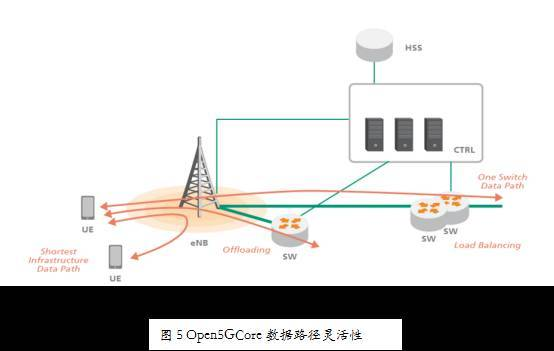 HSS
CTRL
One Switch
Data Path
UE
SW
SW
Load Balancing
eNB
Offloading
SW
Shortest
Infrastructure
Data Path
UE
图 5 Open5GCore 数据路径灵活性